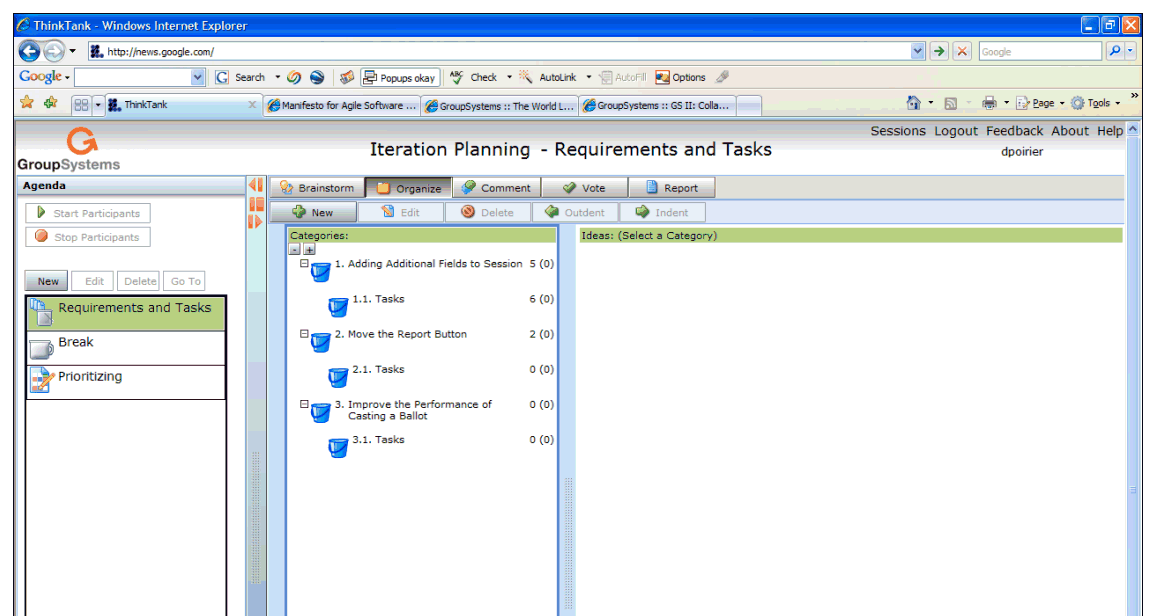 ThinkTank - Windows Internet Explorer
http://news.google.com/
Google
Google
Search
Popups okay
Check
AutoLink
AutoFill
Options
ThinkTank
Manifesto for Agile Software ...
GroupSystems :: The World L...
GroupSystems :: GS II: Colla...
Page
Tools
Sessions Logout Feedback About Help
GroupSystems
Iteration Planning - Requirements and Tasks
dpoirier
Agenda
Start Participants
Stop Participants
New Edit Delete Go To
Requirements and Tasks
Break
Prioritizing
Brainstorm Organize Comment Vote Report
New Edit Delete Outdent Indent
Categories:
- +
1. Adding Additional Fields to Session 5 (0)
1.1. Tasks 6 (0)
2. Move the Report Button 2 (0)
2.1. Tasks 0 (0)
3. Improve the Performance of 0 (0)
Casting a Ballot
3.1. Tasks 0 (0)
Ideas: (Select a Category)